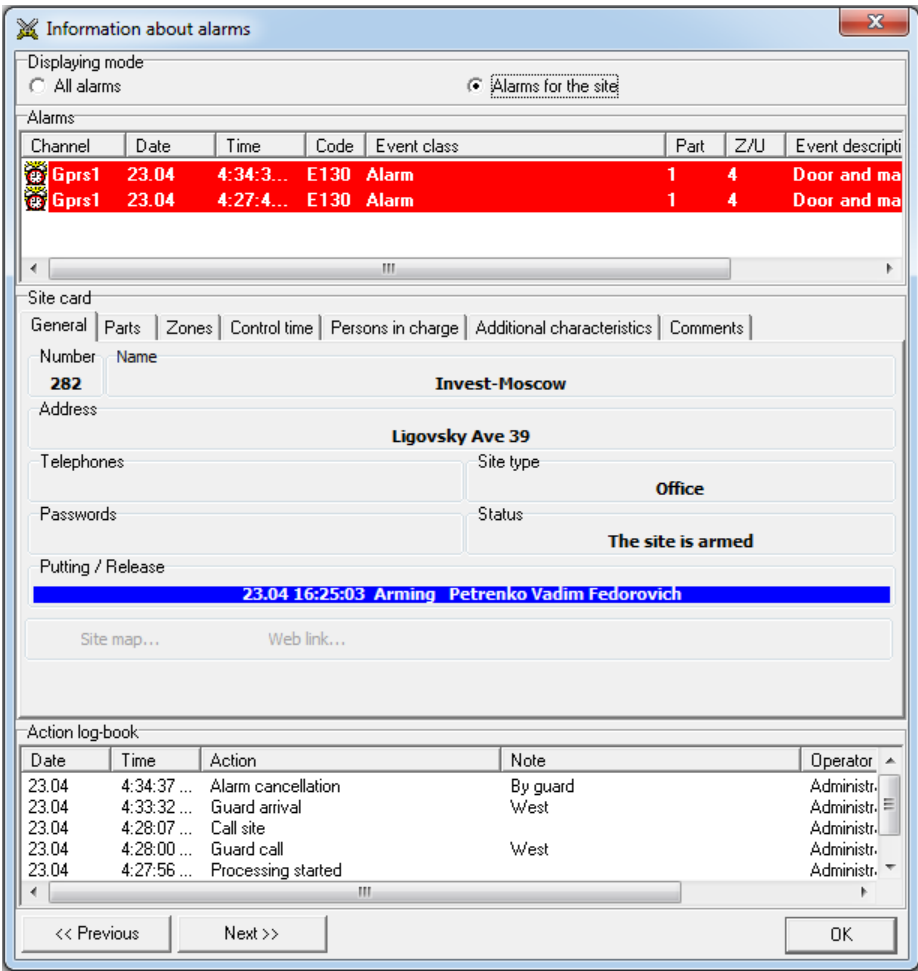 Information about alarms
Displaying mode
All alarms Alarms for the site
Alarms
Channel Date Time Code Event class Part Z/U Event descripti
Gprs1 23.04 4:34:3... E130 Alarm 1 4 Door and ma
Gprs1 23.04 4:27:4... E130 Alarm 1 4 Door and ma
Site card
General Parts Zones Control time Persons in charge Additional characteristics Comments
Number Name
282 Invest-Moscow
Address
Ligovsky Ave 39
Telephones Site type
Office
Passwords Status
The site is armed
Putting / Release
23.04 16:25:03 Arming Petrenko Vadim Fedorovich
Site map... Web link...
Action log-book
Date Time Action Note Operator
23.04 4:34:37 ... Alarm cancellation By guard Administr
23.04 4:33:32 ... Guard arrival West Administr
23.04 4:28:07 ... Call site Administr
23.04 4:28:00 ... Guard call West Administr
23.04 4:27:56 ... Processing started Administr
<< Previous Next >> OK